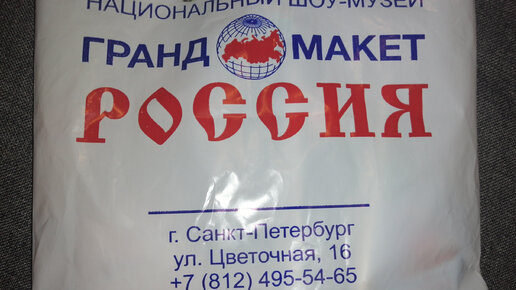 НАЦИОНАЛЬНЫЙ ШОУ-МУЗЕЙ
ГРАНД МАКЕТ
РОССИЯ
г. Санкт-Петербург
ул. Цветочная, 16
+7 (812) 495-54-65